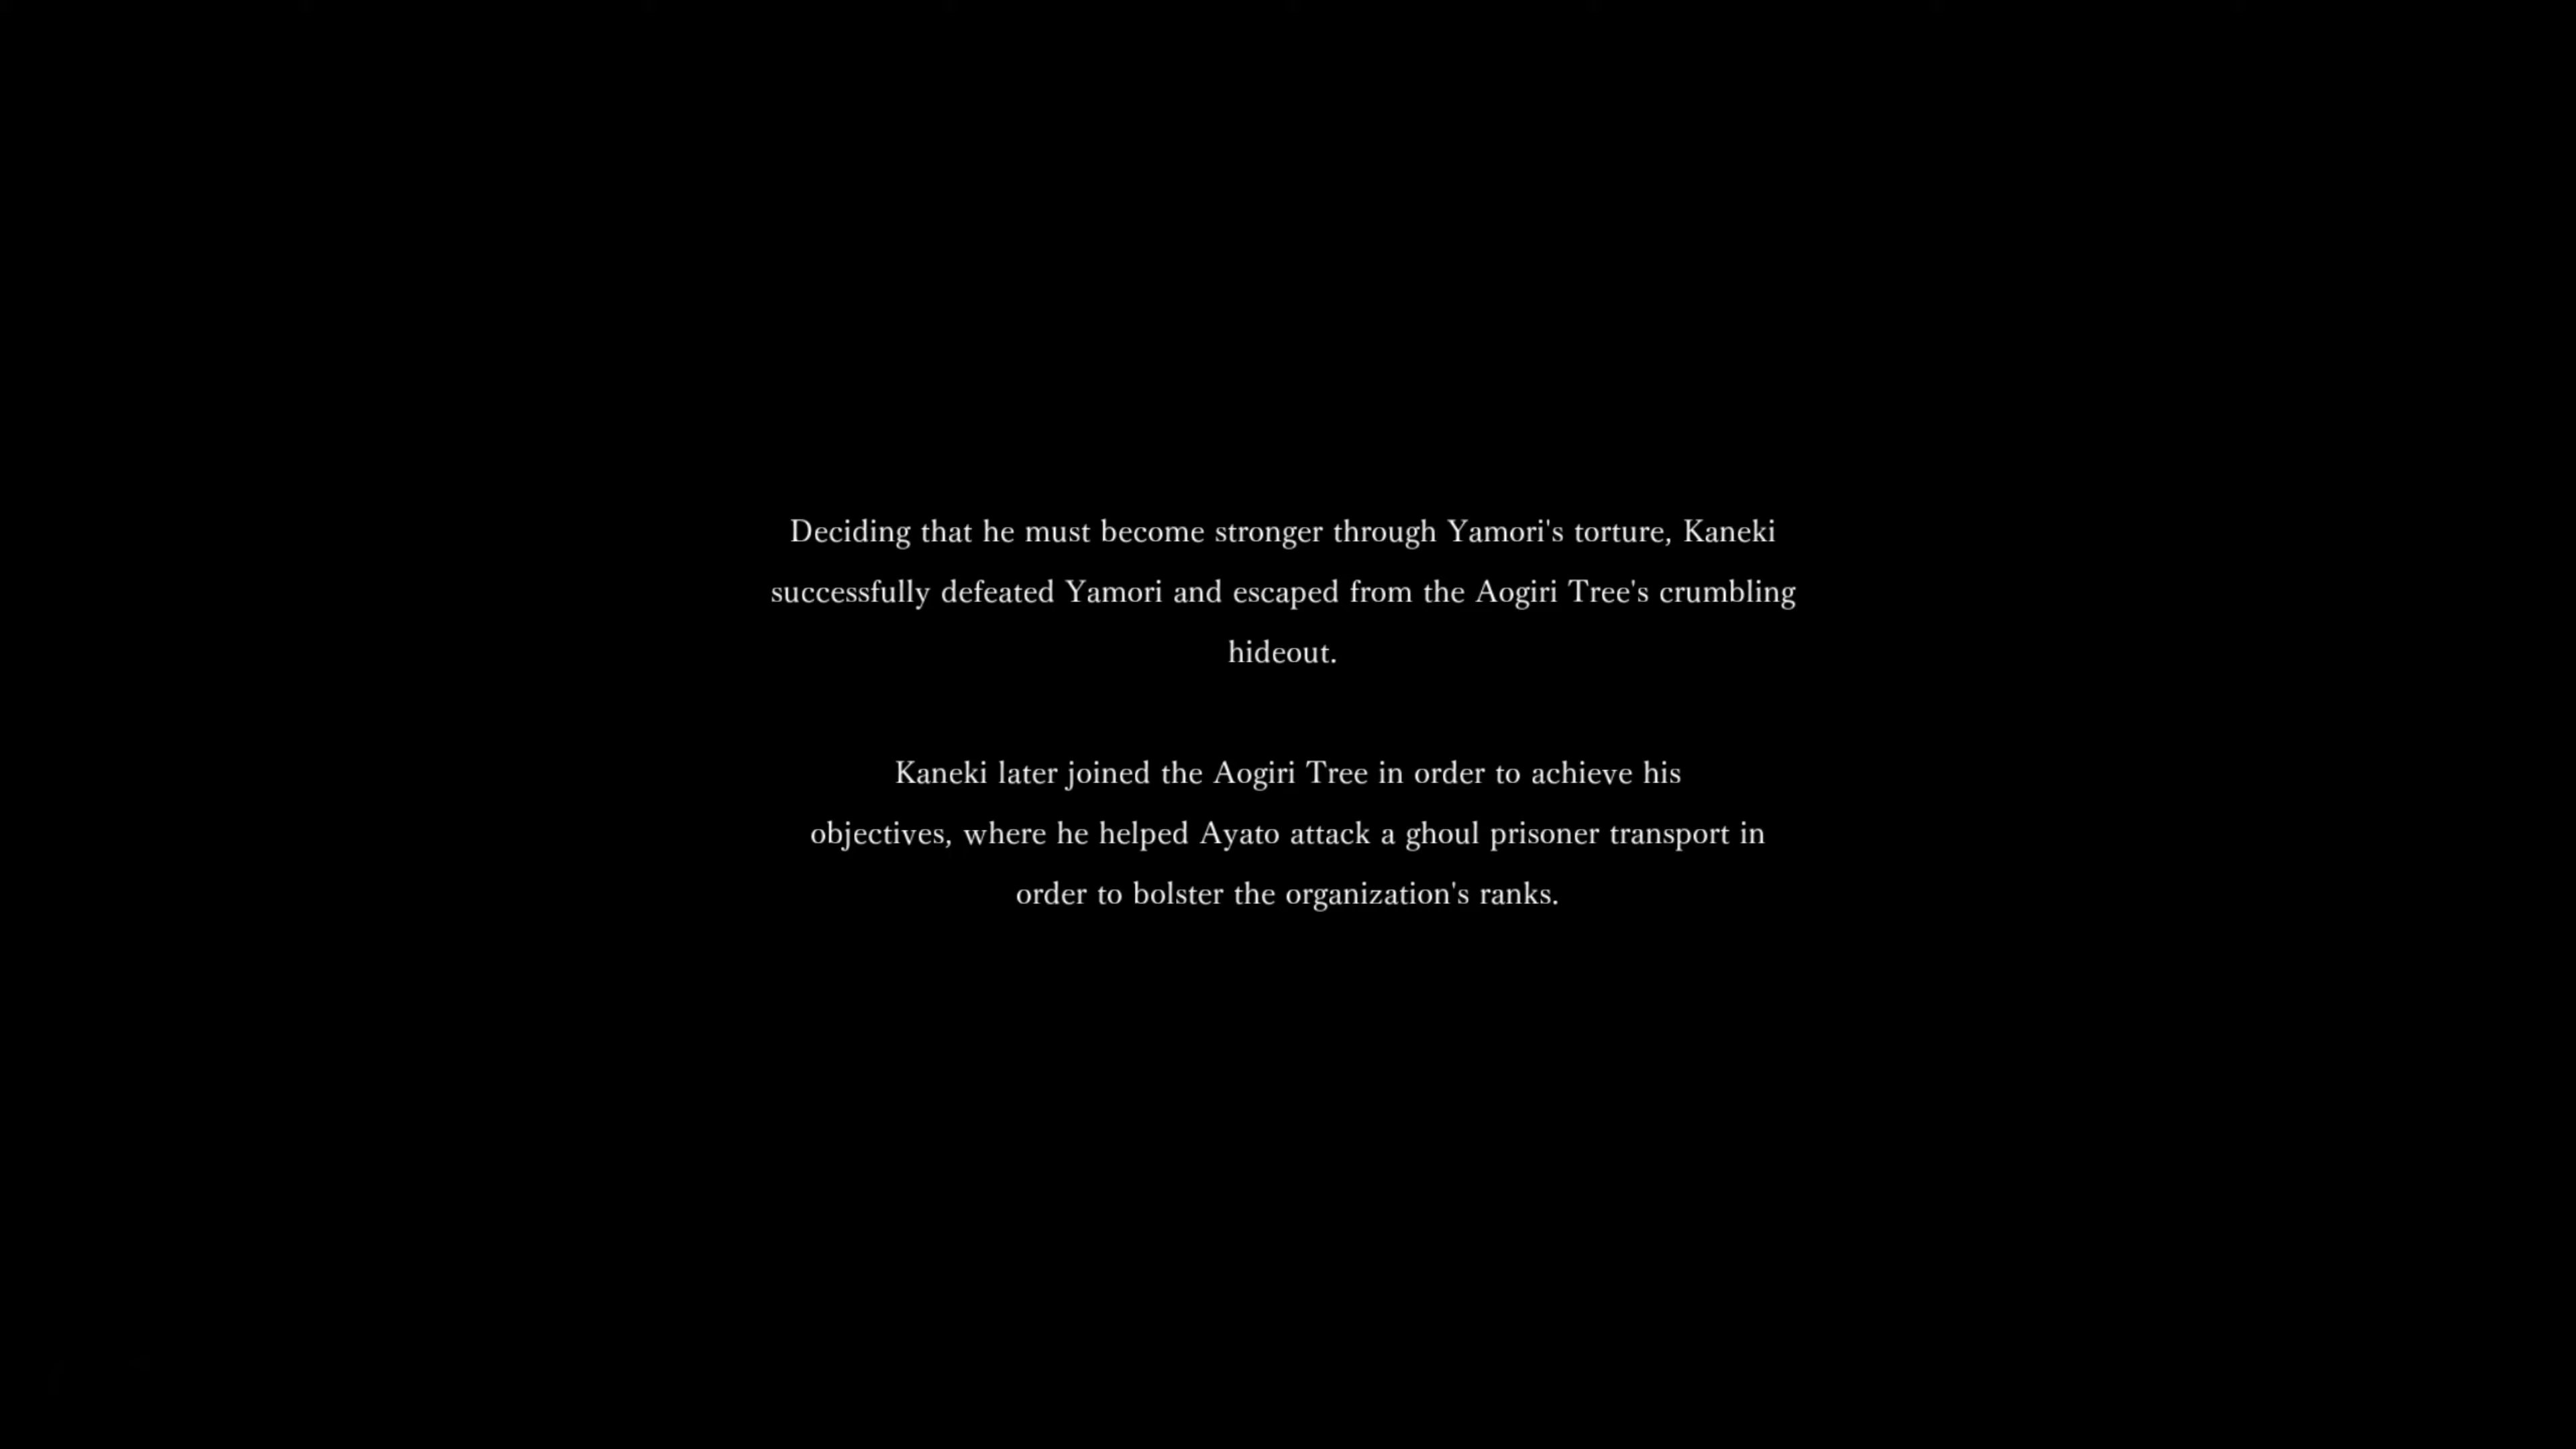 Deciding that he must become stronger through Yamori's torture, Kaneki
successfully defeated Yamori and escaped from the Aogiri Tree's crumbling
hideout.
Kaneki later joined the Aogiri Tree in order to achieve his
objectives, where he helped Ayato attack a ghoul prisoner transport in
order to bolster the organization's ranks.